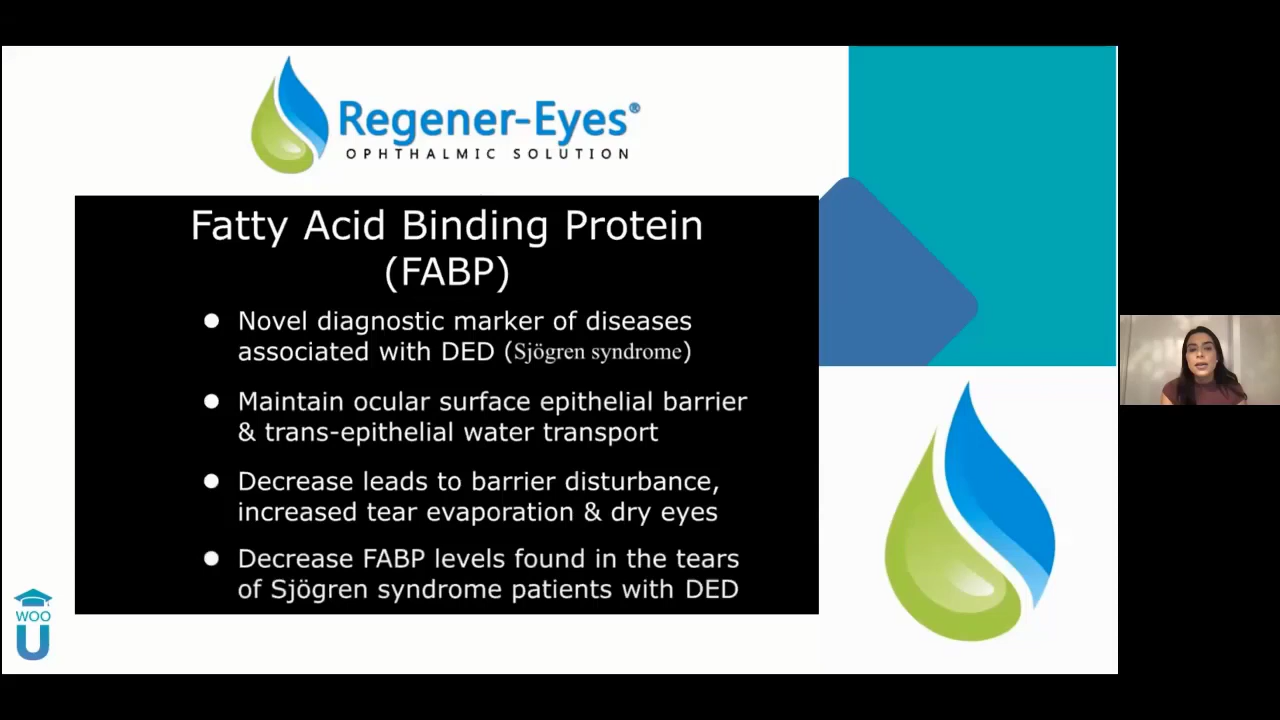 Regener-Eyes®
OPHTHALMIC SOLUTION
Fatty Acid Binding Protein
(FABP)
● Novel diagnostic marker of diseases
associated with DED (Sjögren syndrome)
● Maintain ocular surface epithelial barrier
& trans-epithelial water transport
● Decrease leads to barrier disturbance,
increased tear evaporation & dry eyes
● Decrease FABP levels found in the tears
of Sjögren syndrome patients with DED
WOO
U